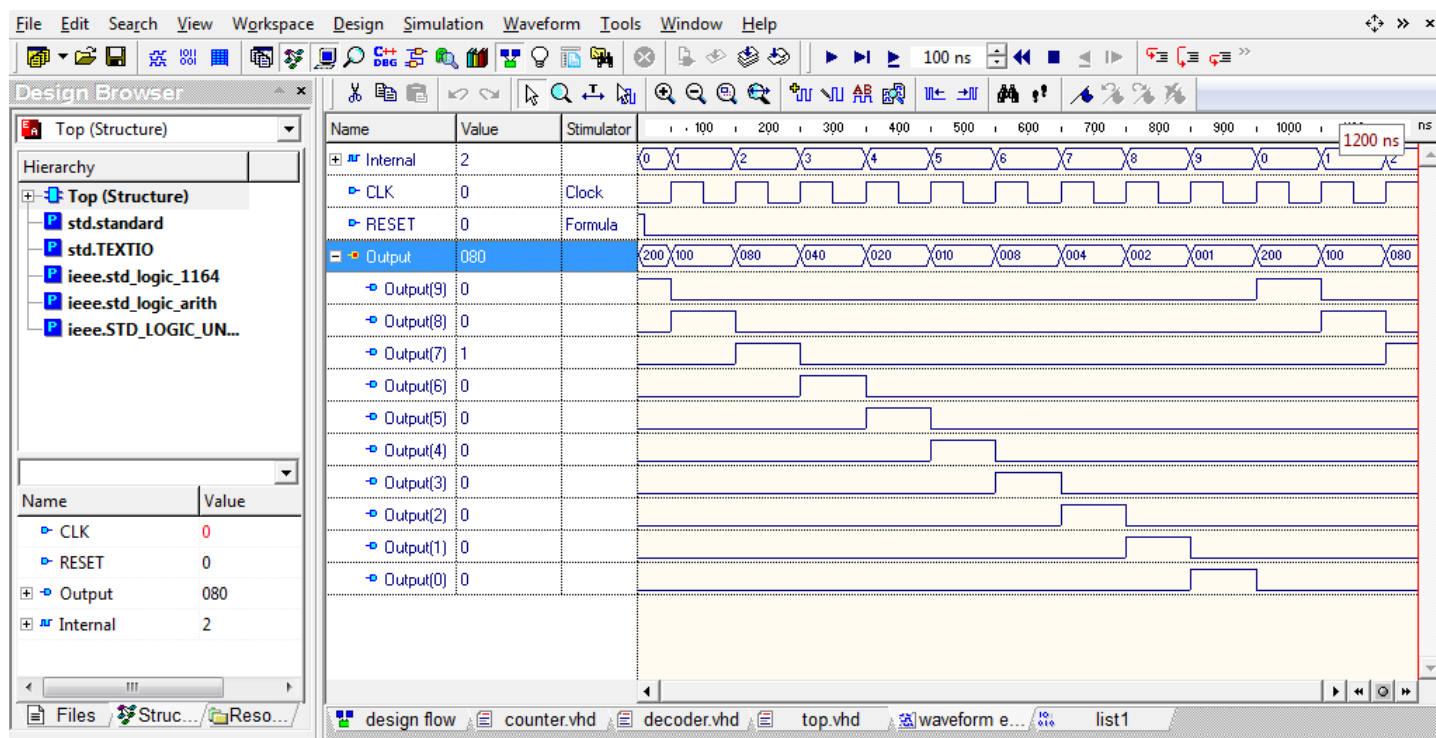 File Edit Search View Workspace Design Simulation Waveform Tools Window Help
C++ DBG 100 ns
Design Browser
Top (Structure)
Hierarchy
Top (Structure)
std.standard
std.TEXTIO
ieee.std_logic_1164
ieee.std_logic_arith
ieee.STD_LOGIC_UN...
Name Value
CLK 0
RESET 0
Output 080
Internal 2
Files Struc... Reso...
Name Value Stimulator 100 200 300 400 500 600 700 800 900 1000 ns
1200 ns
Internal 2 0 1 2 3 4 5 6 7 8 9 0 1 2
CLK 0 Clock
RESET 0 Formula
Output 080 200 100 080 040 020 010 008 004 002 001 200 100 080
Output(9) 0
Output(8) 0
Output(7) 1
Output(6) 0
Output(5) 0
Output(4) 0
Output(3) 0
Output(2) 0
Output(1) 0
Output(0) 0
design flow counter.vhd decoder.vhd top.vhd waveform e... list1